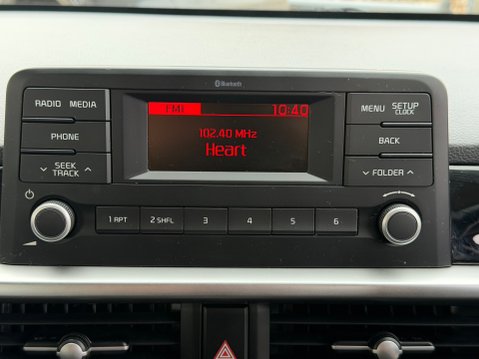 Bluetooth
RADIO MEDIA
PHONE
SEEK
TRACK
FM1 10:40
102.40 MHz
Heart
MENU SETUP
CLOCK
BACK
FOLDER
1 RPT 2 SHFL 3 4 5 6